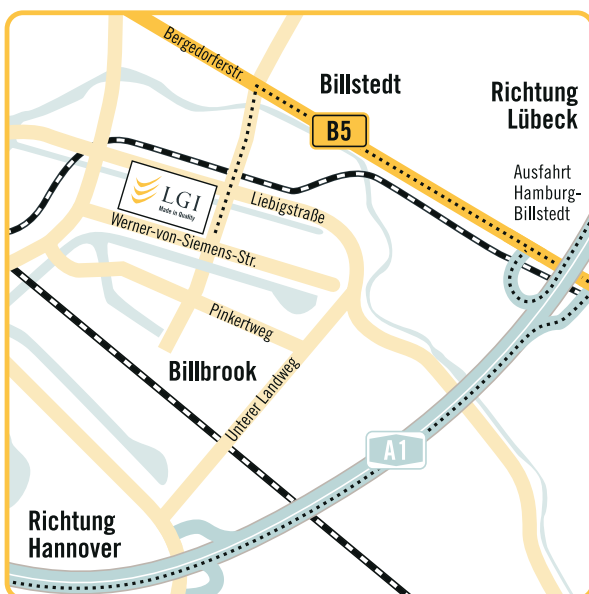 Bergedorferstr.
Billstedt
B5
Richtung
Lübeck
Ausfahrt
Hamburg-
Billstedt
LGI
Made in Quality
Liebigstraße
Werner-von-Siemens-Str.
Pinkertweg
Billbrook
Unterer Landweg
A1
Richtung
Hannover